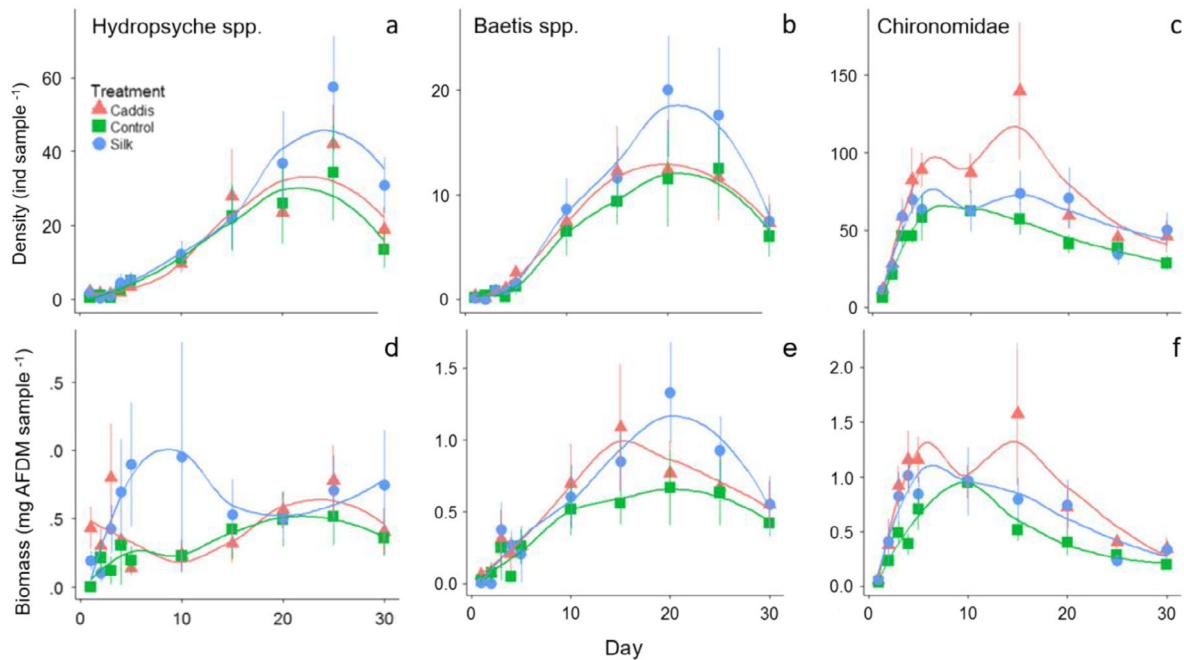 Hydropsyche spp.
a
Treatment
Caddis
Control
Silk
60
40
20
0
Density (ind sample -1)
Baetis spp.
b
20
10
0
Chironomidae
c
150
100
50
0
d
.5
.0
.5
.0
Biomass (mg AFDM sample -1)
0
10
20
30
e
1.5
1.0
0.5
0.0
0
10
20
30
f
2.0
1.5
1.0
0.5
0.0
0
10
20
30
Day